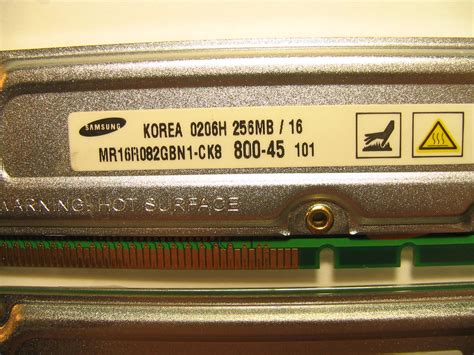 SAMSUNG
KOREA 0206H 256MB / 16
MR16R082GBN1-CK8 800-45 101
WARNING: HOT SURFACE